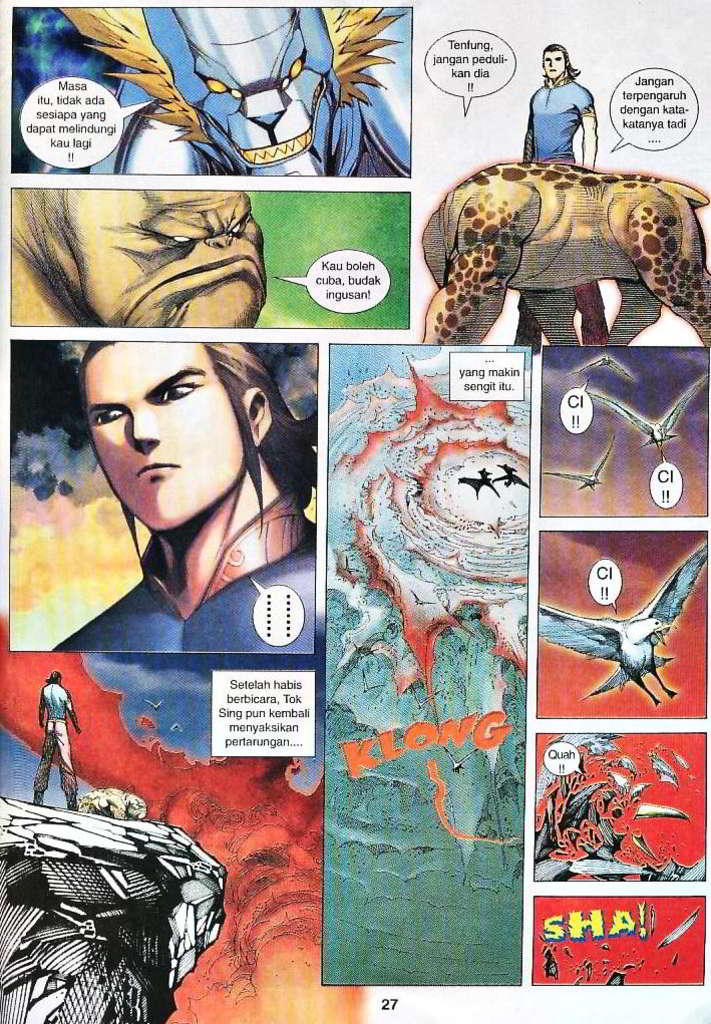 Masa
itu, tidak ada
sesiapa yang
dapat melindungi
kau lagi
!!
Tenfung,
jangan peduli-
kan dia
!!
Jangan
terpengaruh
dengan kata-
katanya tadi
....
Kau boleh
cuba, budak
ingusan!
...
yang makin
sengit itu.
CI
!!
CI
!!
CI
!!
Setelah habis
berbicara, Tok
Sing pun kembali
menyaksikan
pertarungan....
KLONG
Quah
!!
SHA!
27